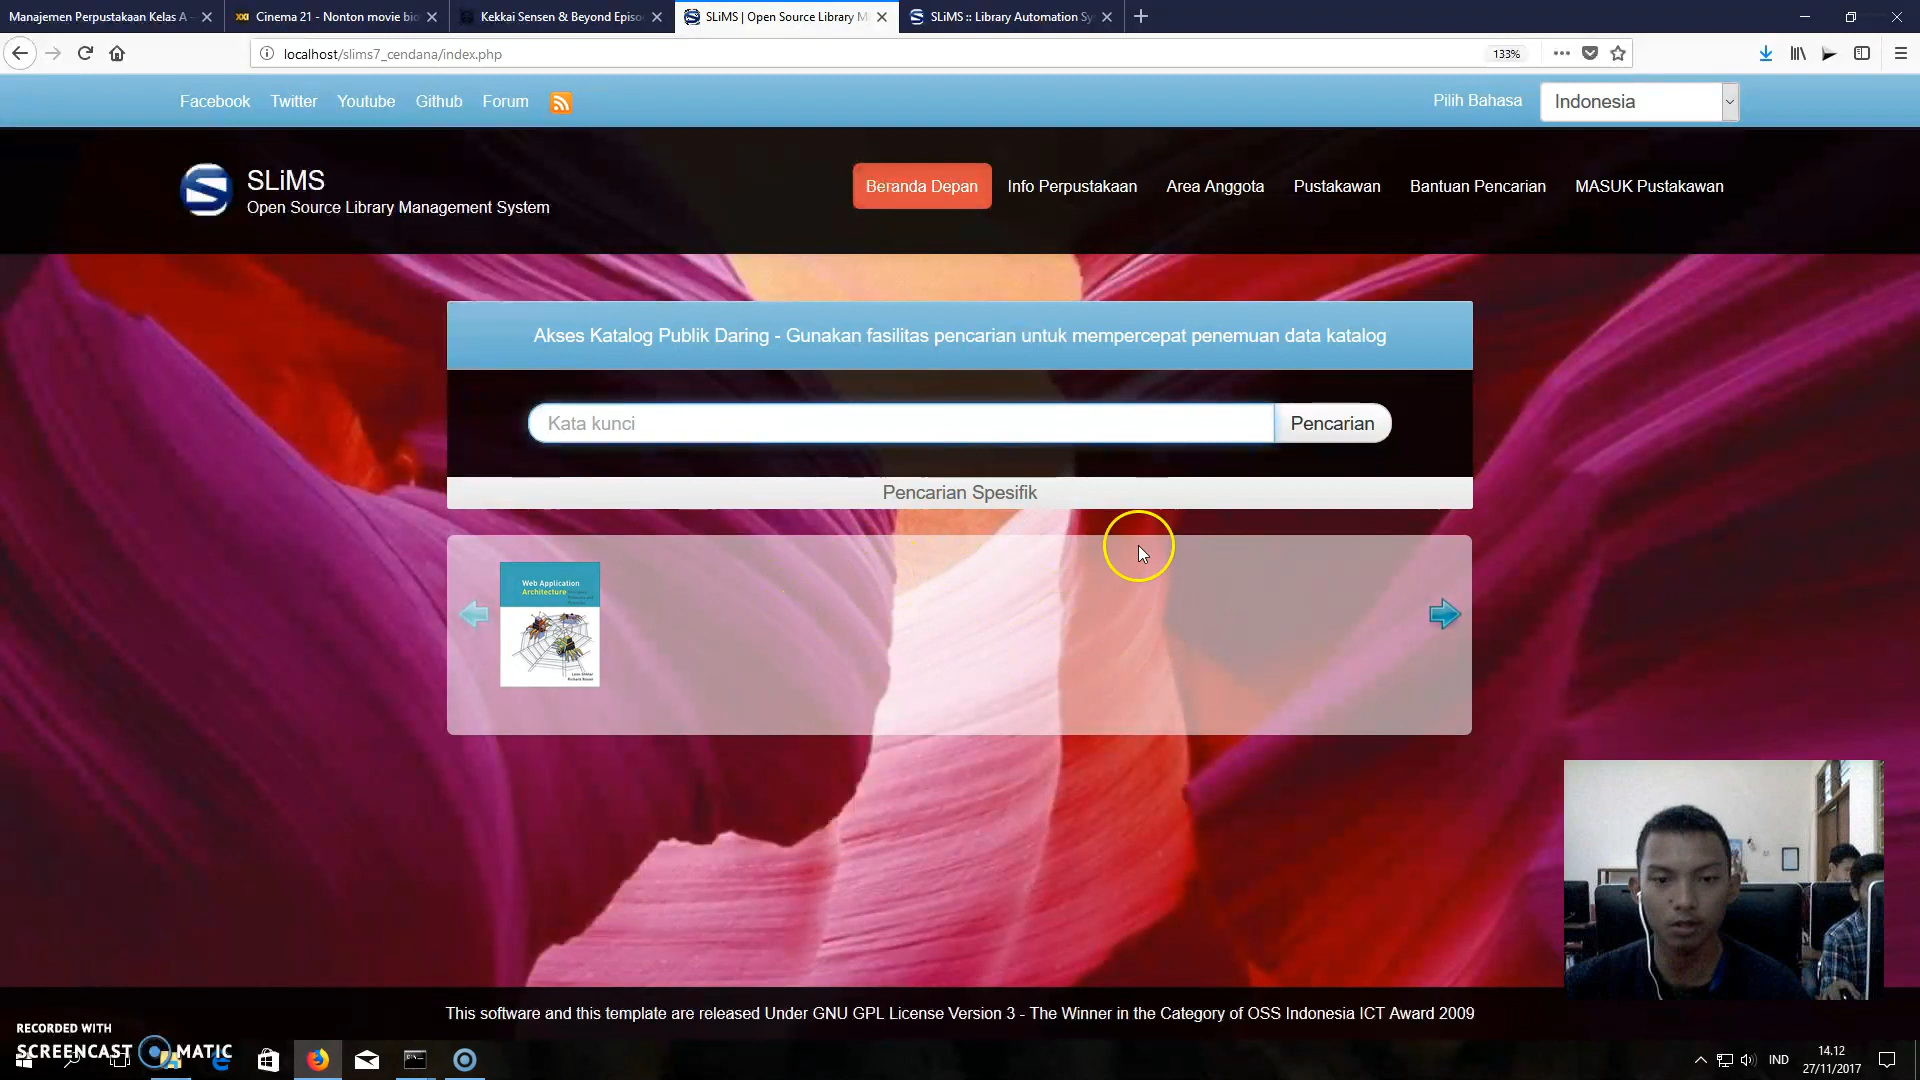 Manajemen Perpustakaan Kelas A
Cinema 21 - Nonton movie bio
Kekkai Sensen & Beyond Episo
SLiMS | Open Source Library M
SLiMS :: Library Automation Sy
localhost/slims7_cendana/index.php
133%
Facebook Twitter Youtube Github Forum
Pilih Bahasa Indonesia
SLiMS
Open Source Library Management System
Beranda Depan Info Perpustakaan Area Anggota Pustakawan Bantuan Pencarian MASUK Pustakawan
Akses Katalog Publik Daring - Gunakan fasilitas pencarian untuk mempercepat penemuan data katalog
Kata kunci Pencarian
Pencarian Spesifik
Web Application
Architecture
This software and this template are released Under GNU GPL License Version 3 - The Winner in the Category of OSS Indonesia ICT Award 2009
RECORDED WITH
SCREENCAST MATIC
IND
14.12
27/11/2017